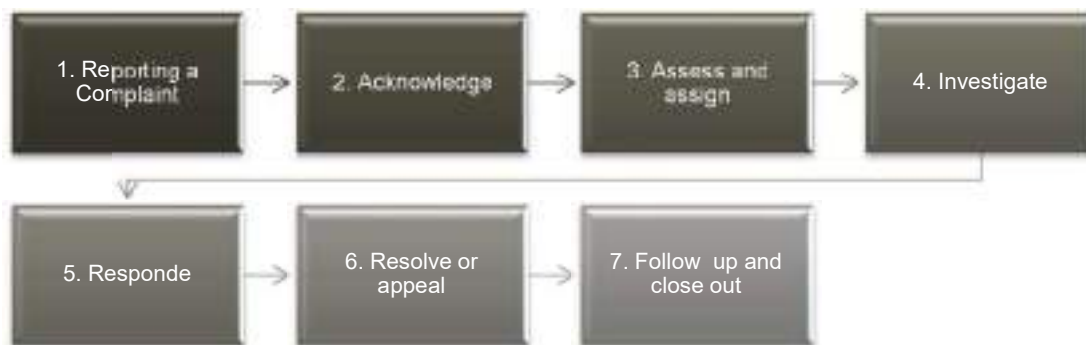 1. Reporting a
Complaint
2. Acknowledge
3. Assess and
assign
4. Investigate
5. Responde
6. Resolve or
appeal
7. Follow up and
close out